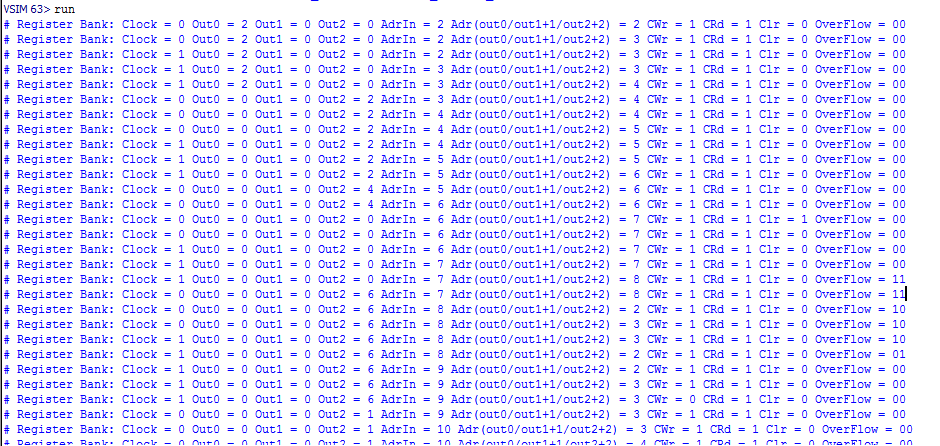 VSIM 63> run
# Register Bank: Clock = 0 Out0 = 2 Out1 = 0 Out2 = 0 AdrIn = 2 Adr(out0/out1+1/out2+2) = 2 CWr = 1 CRd = 1 Clr = 0 OverFlow = 00
# Register Bank: Clock = 0 Out0 = 2 Out1 = 0 Out2 = 0 AdrIn = 2 Adr(out0/out1+1/out2+2) = 3 CWr = 1 CRd = 1 Clr = 0 OverFlow = 00
# Register Bank: Clock = 1 Out0 = 2 Out1 = 0 Out2 = 0 AdrIn = 2 Adr(out0/out1+1/out2+2) = 3 CWr = 1 CRd = 1 Clr = 0 OverFlow = 00
# Register Bank: Clock = 1 Out0 = 2 Out1 = 0 Out2 = 0 AdrIn = 3 Adr(out0/out1+1/out2+2) = 3 CWr = 1 CRd = 1 Clr = 0 OverFlow = 00
# Register Bank: Clock = 1 Out0 = 2 Out1 = 0 Out2 = 0 AdrIn = 3 Adr(out0/out1+1/out2+2) = 4 CWr = 1 CRd = 1 Clr = 0 OverFlow = 00
# Register Bank: Clock = 0 Out0 = 0 Out1 = 0 Out2 = 2 AdrIn = 3 Adr(out0/out1+1/out2+2) = 4 CWr = 1 CRd = 1 Clr = 0 OverFlow = 00
# Register Bank: Clock = 0 Out0 = 0 Out1 = 0 Out2 = 2 AdrIn = 4 Adr(out0/out1+1/out2+2) = 4 CWr = 1 CRd = 1 Clr = 0 OverFlow = 00
# Register Bank: Clock = 0 Out0 = 0 Out1 = 0 Out2 = 2 AdrIn = 4 Adr(out0/out1+1/out2+2) = 5 CWr = 1 CRd = 1 Clr = 0 OverFlow = 00
# Register Bank: Clock = 1 Out0 = 0 Out1 = 0 Out2 = 2 AdrIn = 4 Adr(out0/out1+1/out2+2) = 5 CWr = 1 CRd = 1 Clr = 0 OverFlow = 00
# Register Bank: Clock = 1 Out0 = 0 Out1 = 0 Out2 = 2 AdrIn = 5 Adr(out0/out1+1/out2+2) = 5 CWr = 1 CRd = 1 Clr = 0 OverFlow = 00
# Register Bank: Clock = 1 Out0 = 0 Out1 = 0 Out2 = 2 AdrIn = 5 Adr(out0/out1+1/out2+2) = 6 CWr = 1 CRd = 1 Clr = 0 OverFlow = 00
# Register Bank: Clock = 0 Out0 = 0 Out1 = 0 Out2 = 4 AdrIn = 5 Adr(out0/out1+1/out2+2) = 6 CWr = 1 CRd = 1 Clr = 0 OverFlow = 00
# Register Bank: Clock = 0 Out0 = 0 Out1 = 0 Out2 = 4 AdrIn = 6 Adr(out0/out1+1/out2+2) = 6 CWr = 1 CRd = 1 Clr = 0 OverFlow = 00
# Register Bank: Clock = 0 Out0 = 0 Out1 = 0 Out2 = 0 AdrIn = 6 Adr(out0/out1+1/out2+2) = 7 CWr = 1 CRd = 1 Clr = 1 OverFlow = 00
# Register Bank: Clock = 0 Out0 = 0 Out1 = 0 Out2 = 0 AdrIn = 6 Adr(out0/out1+1/out2+2) = 7 CWr = 1 CRd = 1 Clr = 0 OverFlow = 00
# Register Bank: Clock = 1 Out0 = 0 Out1 = 0 Out2 = 0 AdrIn = 6 Adr(out0/out1+1/out2+2) = 7 CWr = 1 CRd = 1 Clr = 0 OverFlow = 00
# Register Bank: Clock = 1 Out0 = 0 Out1 = 0 Out2 = 0 AdrIn = 7 Adr(out0/out1+1/out2+2) = 7 CWr = 1 CRd = 1 Clr = 0 OverFlow = 00
# Register Bank: Clock = 1 Out0 = 0 Out1 = 0 Out2 = 0 AdrIn = 7 Adr(out0/out1+1/out2+2) = 8 CWr = 1 CRd = 1 Clr = 0 OverFlow = 11
# Register Bank: Clock = 0 Out0 = 0 Out1 = 0 Out2 = 6 AdrIn = 7 Adr(out0/out1+1/out2+2) = 8 CWr = 1 CRd = 1 Clr = 0 OverFlow = 11
# Register Bank: Clock = 0 Out0 = 0 Out1 = 0 Out2 = 6 AdrIn = 8 Adr(out0/out1+1/out2+2) = 2 CWr = 1 CRd = 1 Clr = 0 OverFlow = 10
# Register Bank: Clock = 0 Out0 = 0 Out1 = 0 Out2 = 6 AdrIn = 8 Adr(out0/out1+1/out2+2) = 3 CWr = 1 CRd = 1 Clr = 0 OverFlow = 10
# Register Bank: Clock = 1 Out0 = 0 Out1 = 0 Out2 = 6 AdrIn = 8 Adr(out0/out1+1/out2+2) = 3 CWr = 1 CRd = 1 Clr = 0 OverFlow = 10
# Register Bank: Clock = 1 Out0 = 0 Out1 = 0 Out2 = 6 AdrIn = 8 Adr(out0/out1+1/out2+2) = 2 CWr = 1 CRd = 1 Clr = 0 OverFlow = 01
# Register Bank: Clock = 1 Out0 = 0 Out1 = 0 Out2 = 6 AdrIn = 9 Adr(out0/out1+1/out2+2) = 2 CWr = 1 CRd = 1 Clr = 0 OverFlow = 00
# Register Bank: Clock = 1 Out0 = 0 Out1 = 0 Out2 = 6 AdrIn = 9 Adr(out0/out1+1/out2+2) = 3 CWr = 1 CRd = 1 Clr = 0 OverFlow = 00
# Register Bank: Clock = 1 Out0 = 0 Out1 = 0 Out2 = 6 AdrIn = 9 Adr(out0/out1+1/out2+2) = 3 CWr = 0 CRd = 1 Clr = 0 OverFlow = 00
# Register Bank: Clock = 0 Out0 = 0 Out1 = 0 Out2 = 1 AdrIn = 9 Adr(out0/out1+1/out2+2) = 3 CWr = 1 CRd = 1 Clr = 0 OverFlow = 00
# Register Bank: Clock = 0 Out0 = 0 Out1 = 0 Out2 = 1 AdrIn = 10 Adr(out0/out1+1/out2+2) = 3 CWr = 1 CRd = 1 Clr = 0 OverFlow = 00
# Register Bank: Clock = 0 Out0 = 0 Out1 = 0 Out2 = 1 AdrIn = 10 Adr(out0/out1+1/out2+2) = 4 CWr = 1 CRd = 1 Clr = 0 OverFlow = 00